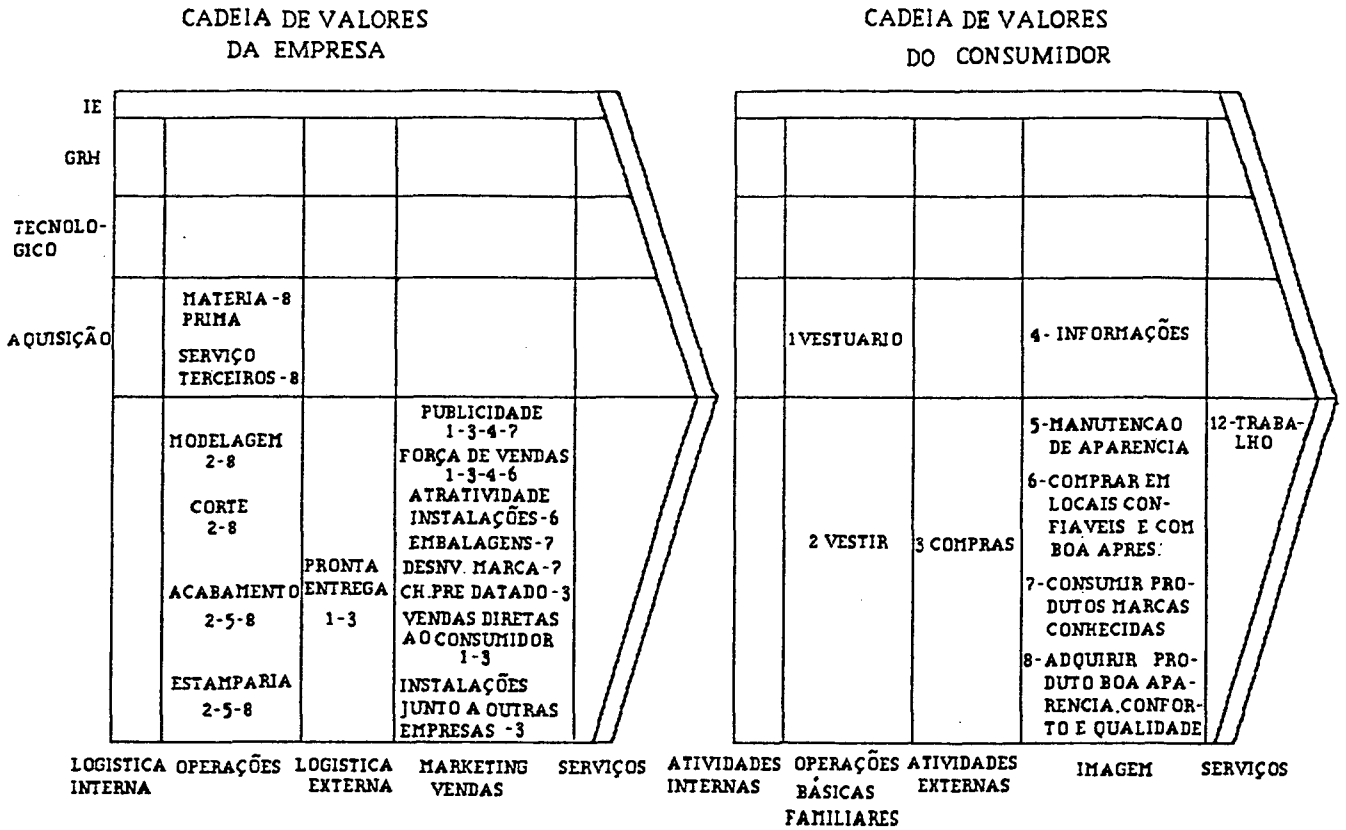 CADEIA DE VALORES
DA EMPRESA
IE
GRH
TECNOLO-
GICO
AQUISIÇÃO
MATERIA -8
PRIMA
SERVIÇO
TERCEIROS -8
MODELAGEM
2-8
CORTE
2-8
ACABAMENTO
2-5-8
ESTAMPARIA
2-5-8
PRONTA
ENTREGA
1-3
PUBLICIDADE
1-3-4-7
FORÇA DE VENDAS
1-3-4-6
ATRATIVIDADE
INSTALAÇÕES-6
EMBALAGENS-7
DESNV. MARCA-7
CH.PRE DATADO-3
VENDAS DIRETAS
AO CONSUMIDOR
1-3
INSTALAÇÕES
JUNTO A OUTRAS
EMPRESAS -3
LOGISTICA
INTERNA
OPERAÇÕES
LOGISTICA
EXTERNA
MARKETING
VENDAS
SERVIÇOS
CADEIA DE VALORES
DO CONSUMIDOR
1 VESTUARIO
4- INFORMAÇÕES
2 VESTIR
3 COMPRAS
5-MANUTENCAO
DE APARENCIA
6-COMPRAR EM
LOCAIS CON-
FIAVEIS E COM
BOA APRES.
7-CONSUMIR PRO-
DUTOS MARCAS
CONHECIDAS
8-ADQUIRIR PRO-
DUTO BOA APA-
RENCIA,CONFOR-
TO E QUALIDADE
12-TRABA-
LHO
ATIVIDADES
INTERNAS
OPERAÇÕES
BÁSICAS
FAMILIARES
ATIVIDADES
EXTERNAS
IMAGEM
SERVIÇOS